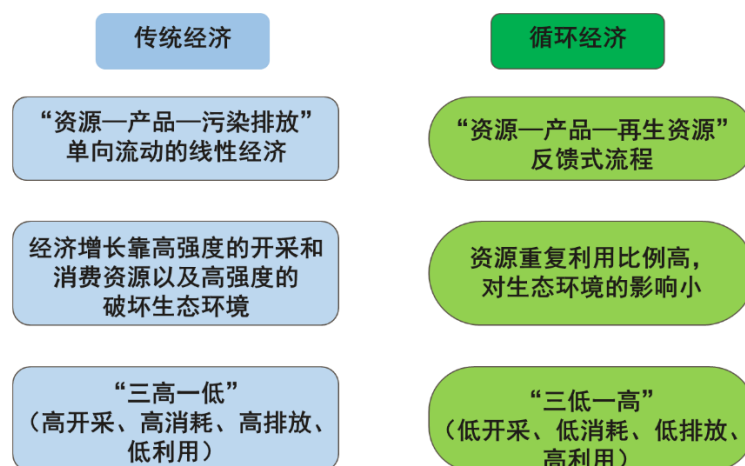 传统经济
循环经济
“资源—产品—污染排放”
单向流动的线性经济
“资源—产品—再生资源”
反馈式流程
经济增长靠高强度的开采和
消费资源以及高强度的
破坏生态环境
资源重复利用比例高，
对生态环境的影响小
“三高一低”
（高开采、高消耗、高排放、
低利用）
“三低一高”
（低开采、低消耗、低排放、
高利用）